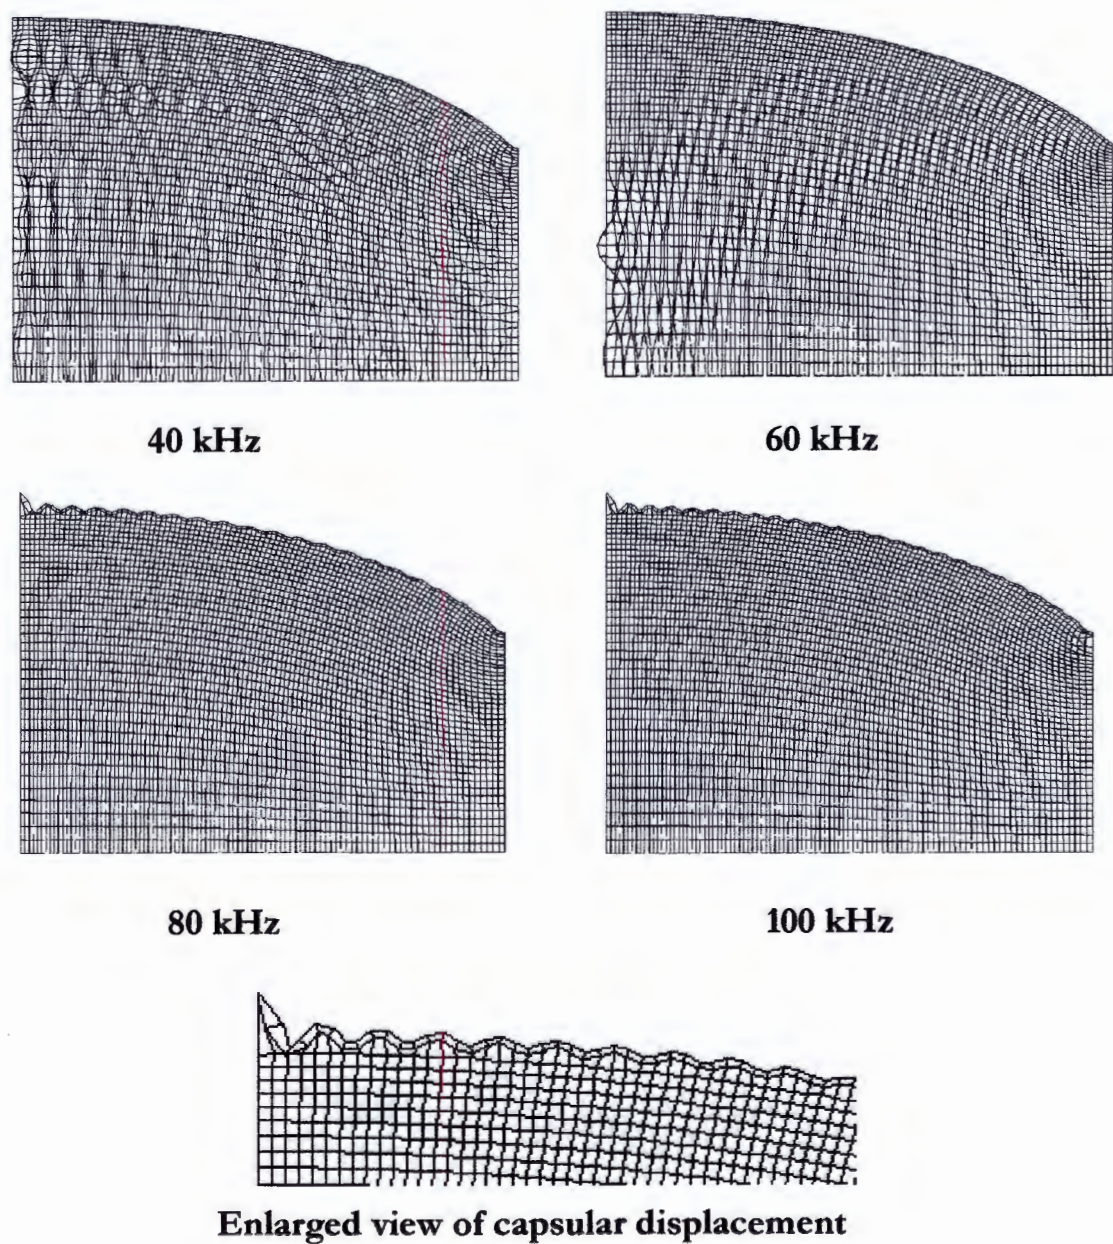 40 kHz
60 kHz
80 kHz
100 kHz
Enlarged view of capsular displacement